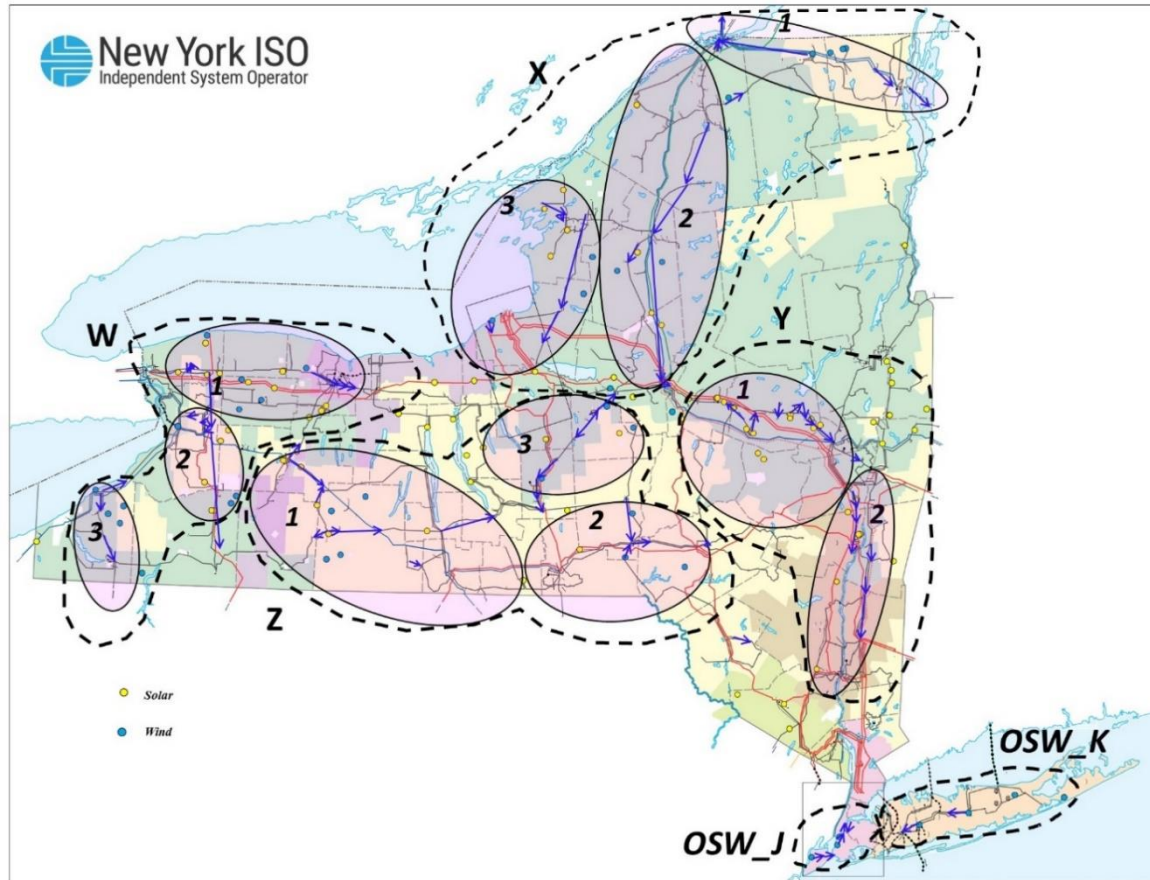 New York ISO
Independent System Operator
1
X
3
2
W
Y
1
1
2
3
3
1
2
2
Z
Solar
Wind
OSW_K
OSW_J